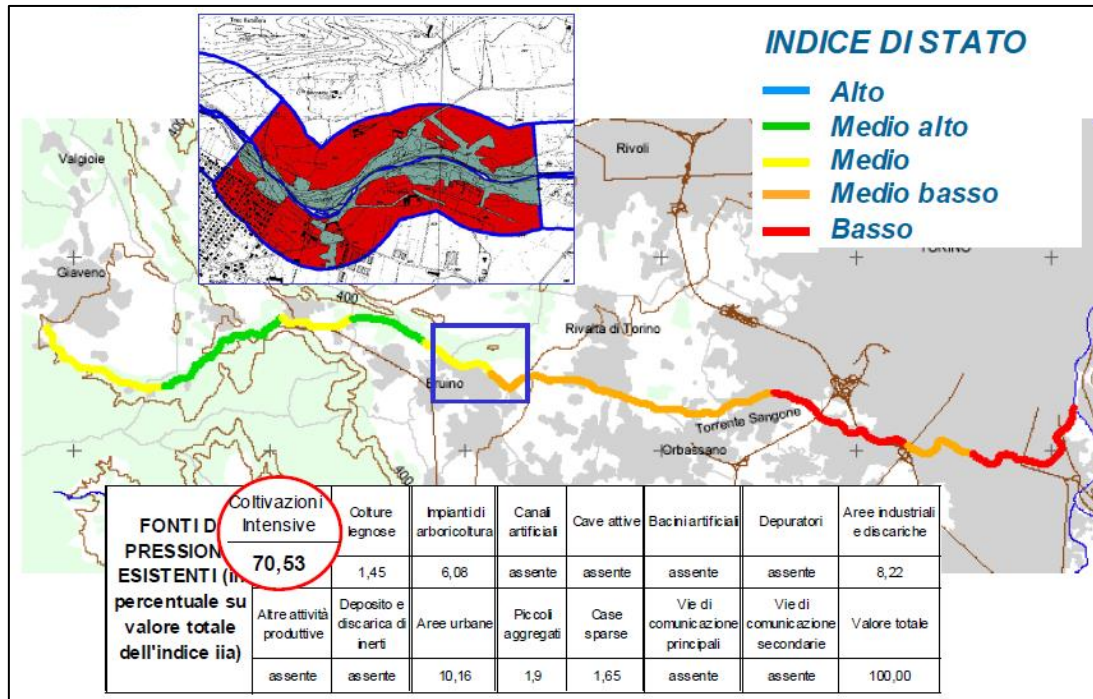 INDICE DI STATO
Alto
Medio alto
Medio
Medio basso
Basso
400
Valgioie
Rivoli
TORINO
Giaveno
400
Rivalta di Torino
Bruino
Torrente Sangone
Orbassano
400
FONTI DI PRESSIONE ESISTENTI (in percentuale su valore totale dell'indice iia)
Coltivazioni Intensive
Colture legnose
Impianti di arboricoltura
Canali artificiali
Cave attive
Bacini artificiali
Depuratori
Aree industriali e discariche
70,53
1,45
6,08
assente
assente
assente
assente
8,22
Altre attività produttive
Deposito e discarica di inerti
Aree urbane
Piccoli aggregati
Case sparse
Vie di comunicazione principali
Vie di comunicazione secondarie
Valore totale
assente
assente
10,16
1,9
1,65
assente
assente
100,00